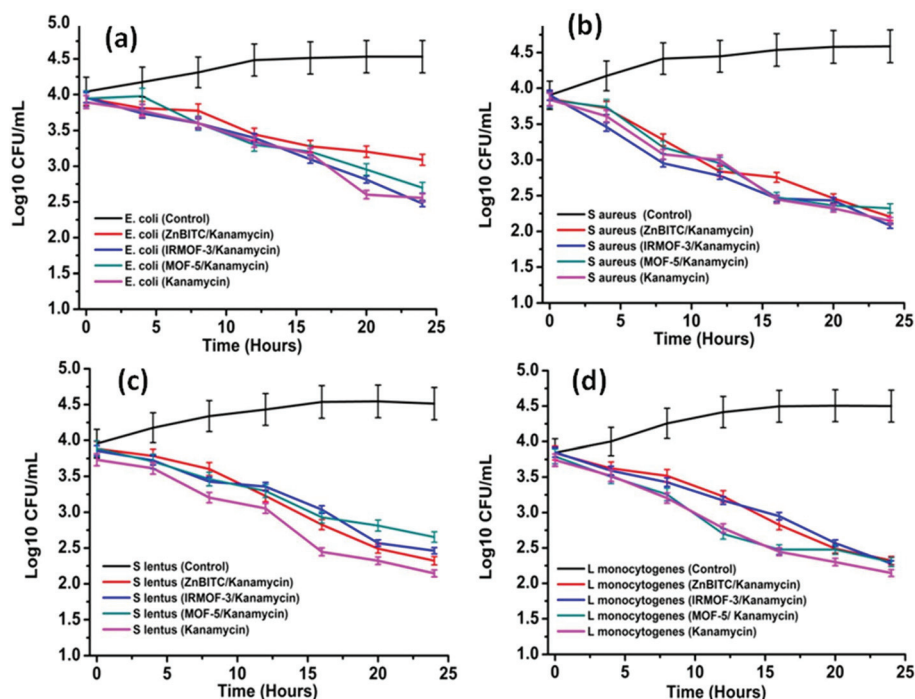 (a)
Log10 CFU/mL
5.0
4.5
4.0
3.5
3.0
2.5
2.0
1.5
1.0
E. coli (Control)
E. coli (ZnBITC/Kanamycin)
E. coli (IRMOF-3/Kanamycin)
E. coli (MOF-5/Kanamycin)
E. coli (Kanamycin)
0 5 10 15 20 25
Time (Hours)
(b)
Log10 CFU/mL
5.0
4.5
4.0
3.5
3.0
2.5
2.0
1.5
1.0
S aureus (Control)
S aureus (ZnBITC/Kanamycin)
S aureus (IRMOF-3/Kanamycin)
S aureus (MOF-5/Kanamycin)
S aureus (Kanamycin)
0 5 10 15 20 25
Time (Hours)
(c)
Log10 CFU/mL
5.0
4.5
4.0
3.5
3.0
2.5
2.0
1.5
1.0
S lentus (Control)
S lentus (ZnBITC/Kanamycin)
S lentus (IRMOF-3/Kanamycin)
S lentus (MOF-5/Kanamycin)
S lentus (Kanamycin)
0 5 10 15 20 25
Time (Hours)
(d)
Log10 CFU/mL
5.0
4.5
4.0
3.5
3.0
2.5
2.0
1.5
1.0
L monocytogenes (Control)
L monocytogenes (ZnBITC/Kanamycin)
L monocytogenes (IRMOF-3/Kanamycin)
L monocytogenes (MOF-5/ Kanamycin)
L monocytogenes (Kanamycin)
0 5 10 15 20 25
Time (Hours)